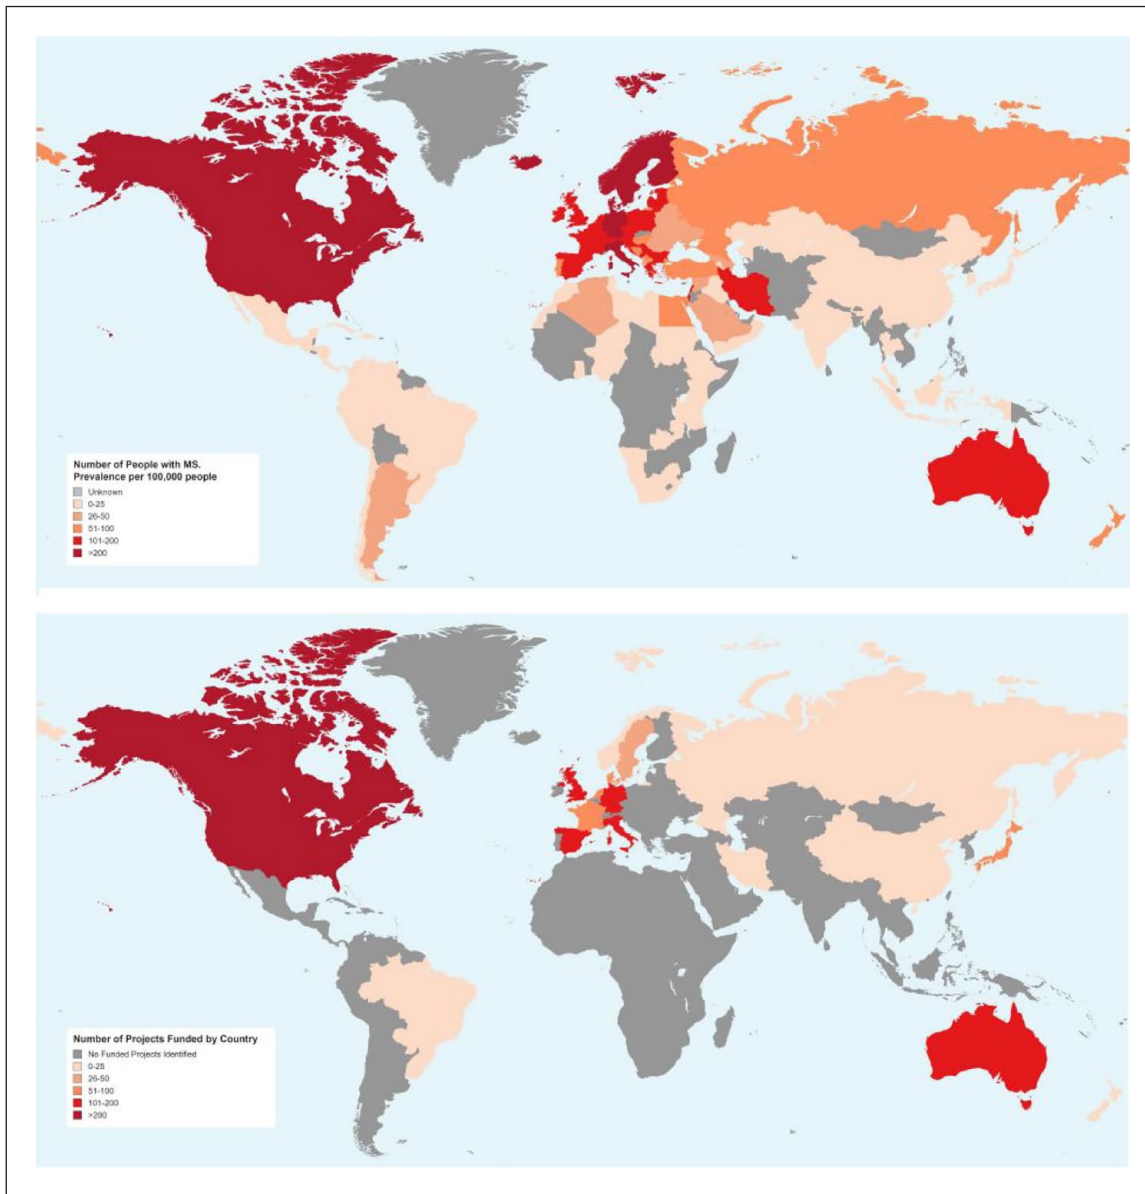 Number of People with MS.
Prevalence per 100,000 people
Unknown
0-25
26-50
51-100
101-200
>200
Number of Projects Funded by Country
No Funded Projects Identified
0-25
26-50
51-100
101-200
>200